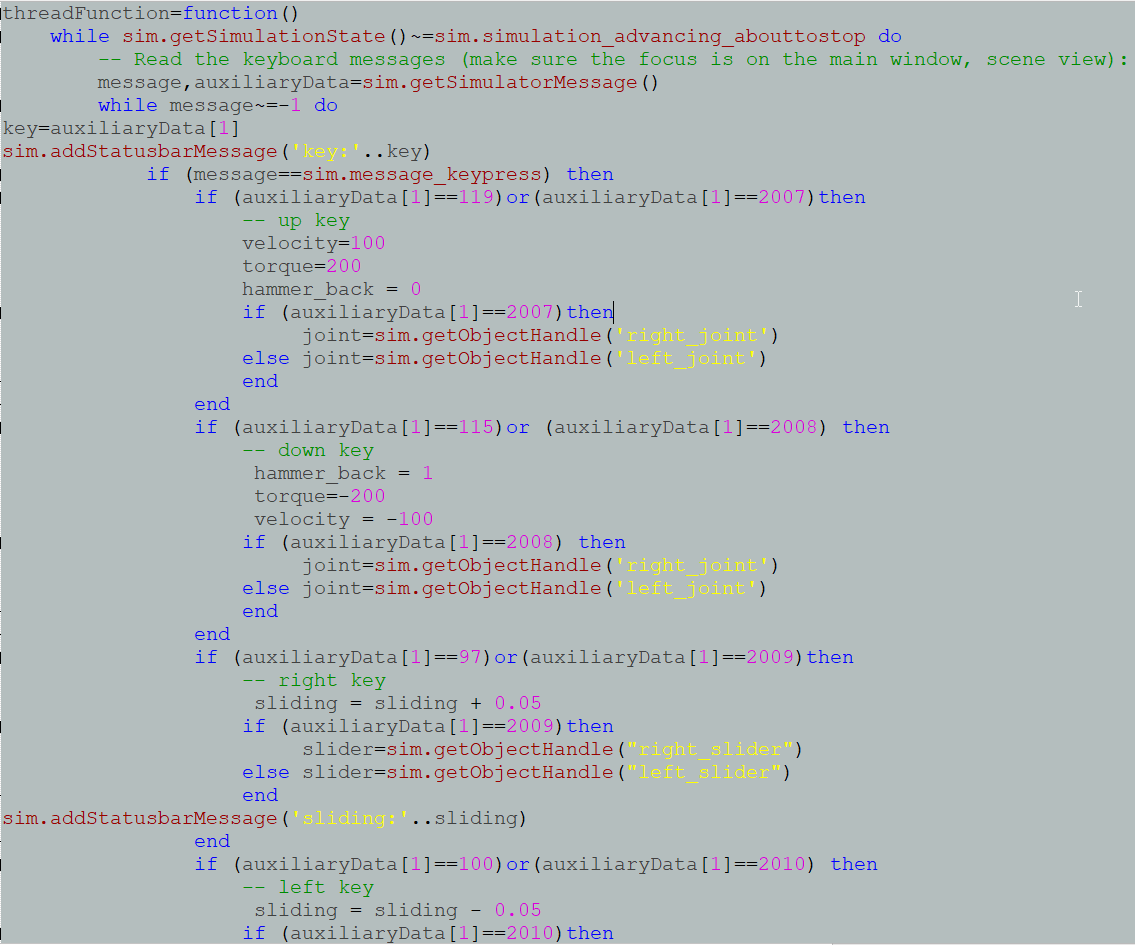 threadFunction=function()
    while sim.getSimulationState()~=sim.simulation_advancing_abouttostop do
        -- Read the keyboard messages (make sure the focus is on the main window, scene view):
        message,auxiliaryData=sim.getSimulatorMessage()
        while message~=-1 do
key=auxiliaryData[1]
sim.addStatusbarMessage('key:'..key)
            if (message==sim.message_keypress) then
                if (auxiliaryData[1]==119)or(auxiliaryData[1]==2007)then
                    -- up key
                    velocity=100
                    torque=200
                    hammer_back = 0
                    if (auxiliaryData[1]==2007)then
                         joint=sim.getObjectHandle('right_joint')
                    else joint=sim.getObjectHandle('left_joint')
                    end
                end
                if (auxiliaryData[1]==115)or (auxiliaryData[1]==2008) then
                    -- down key
                     hammer_back = 1
                     torque=-200
                     velocity = -100
                    if (auxiliaryData[1]==2008) then
                         joint=sim.getObjectHandle('right_joint')
                    else joint=sim.getObjectHandle('left_joint')
                    end
                end
                if (auxiliaryData[1]==97)or(auxiliaryData[1]==2009)then
                    -- right key
                     sliding = sliding + 0.05
                    if (auxiliaryData[1]==2009)then
                         slider=sim.getObjectHandle("right_slider")
                    else slider=sim.getObjectHandle("left_slider")
                    end
sim.addStatusbarMessage('sliding:'..sliding)
                end
                if (auxiliaryData[1]==100)or(auxiliaryData[1]==2010) then
                    -- left key
                     sliding = sliding - 0.05
                    if (auxiliaryData[1]==2010)then